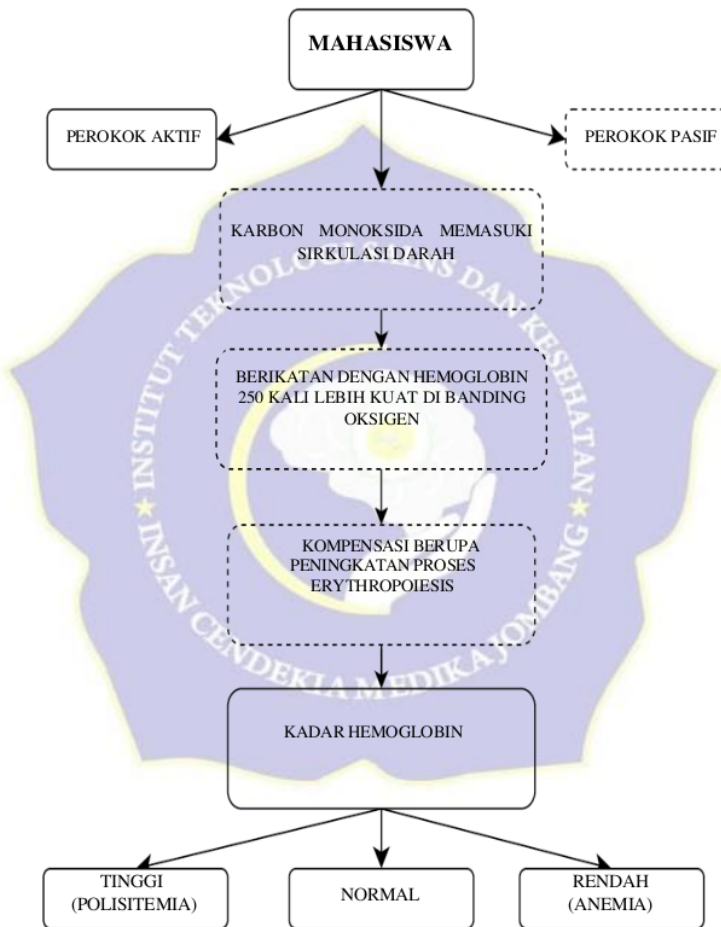 MAHASISWA
PEROKOK AKTIF
PEROKOK PASIF
KARBON MONOKSIDA MEMASUKI
SIRKULASI DARAH
BERIKATAN DENGAN HEMOGLOBIN
250 KALI LEBIH KUAT DI BANDING
OKSIGEN
KOMPENSASI BERUPA
PENINGKATAN PROSES
ERYTHROPOIESIS
KADAR HEMOGLOBIN
TINGGI
(POLISITEMIA)
NORMAL
RENDAH
(ANEMIA)
INSTITUT TEKNOLOGI SAINS DAN KESEHATAN
INSAN CENDEKIA MEDIKA JOMBANG